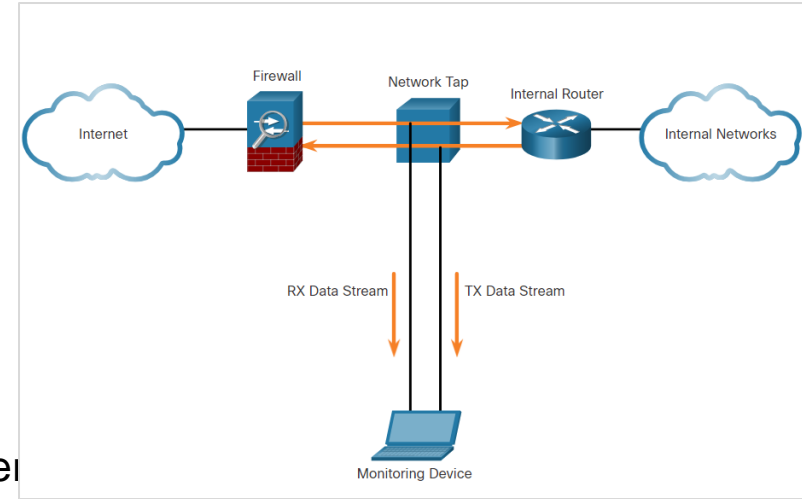 Firewall
Network Tap
Internal Router
Internet
Internal Networks
RX Data Stream
TX Data Stream
Monitoring Device